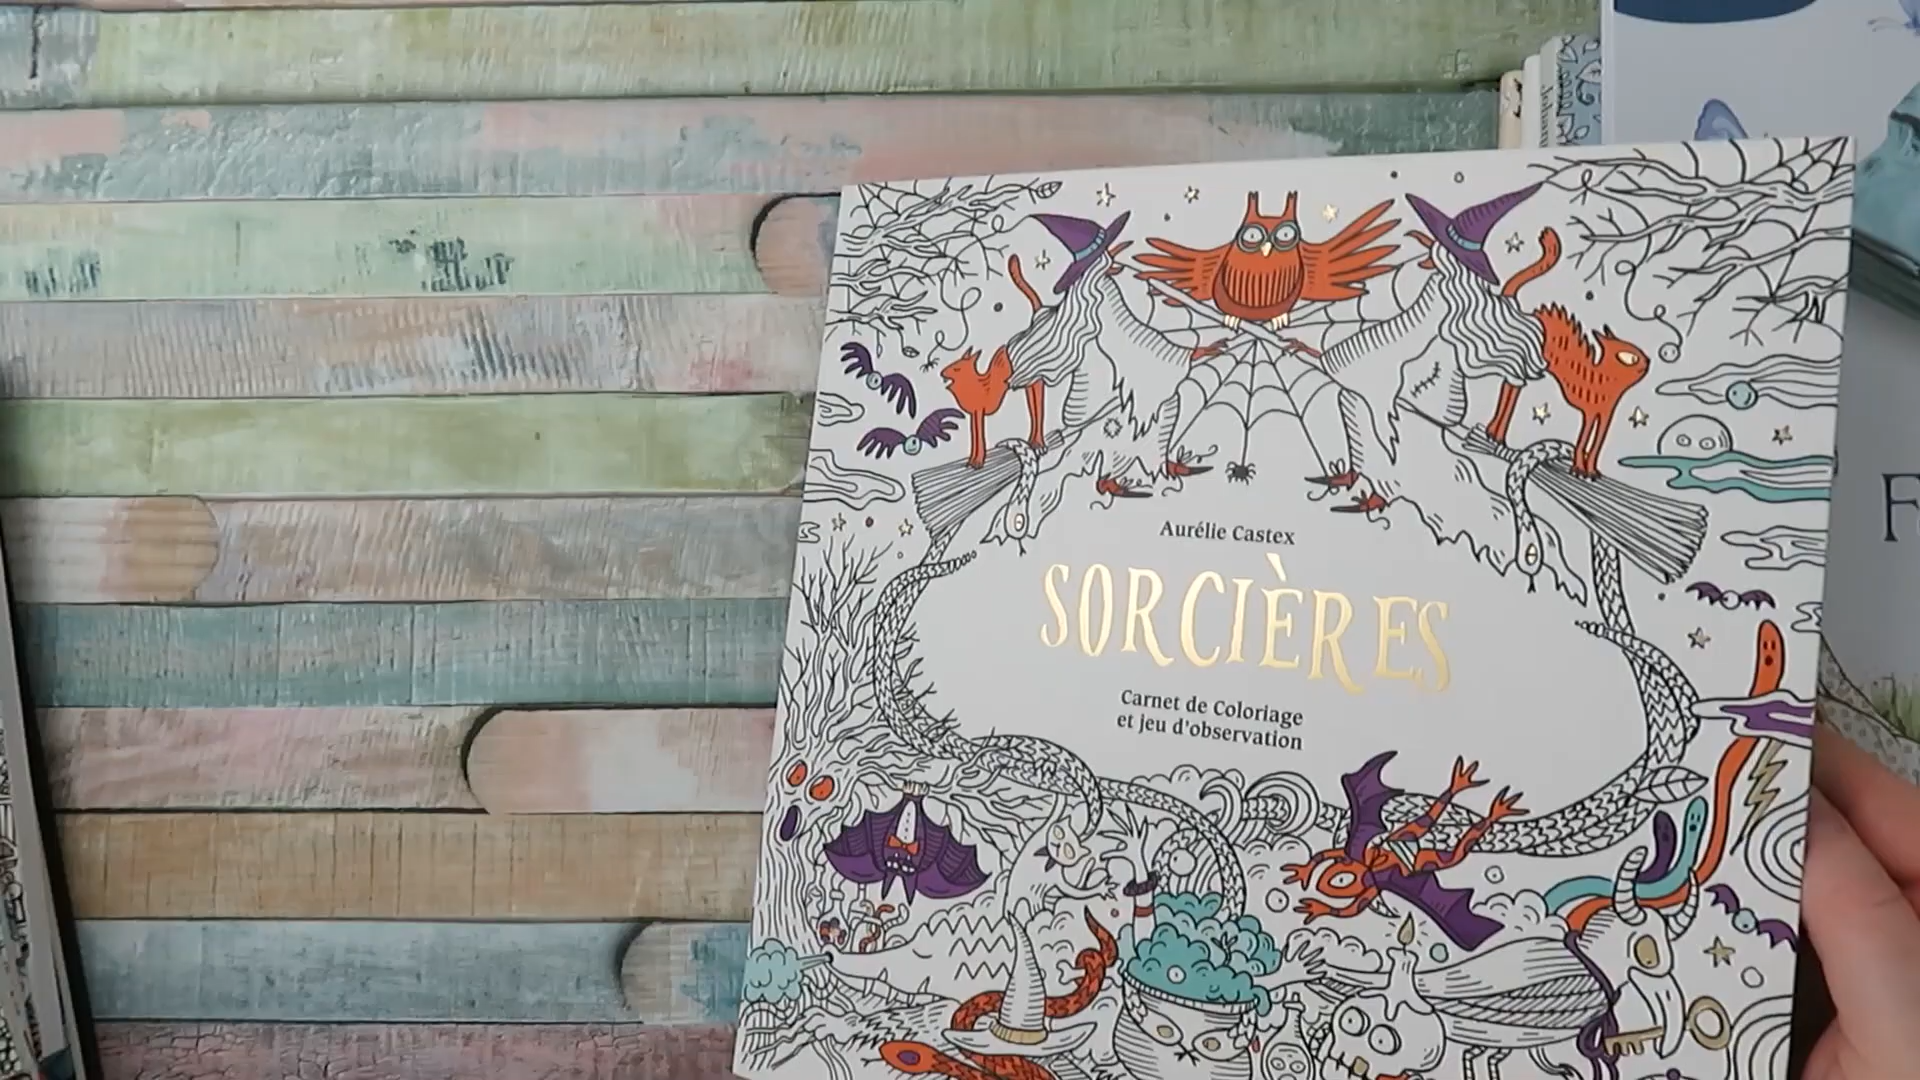 Aurélie Castex
SORCIÈRES
Carnet de Coloriage
et jeu d'observation